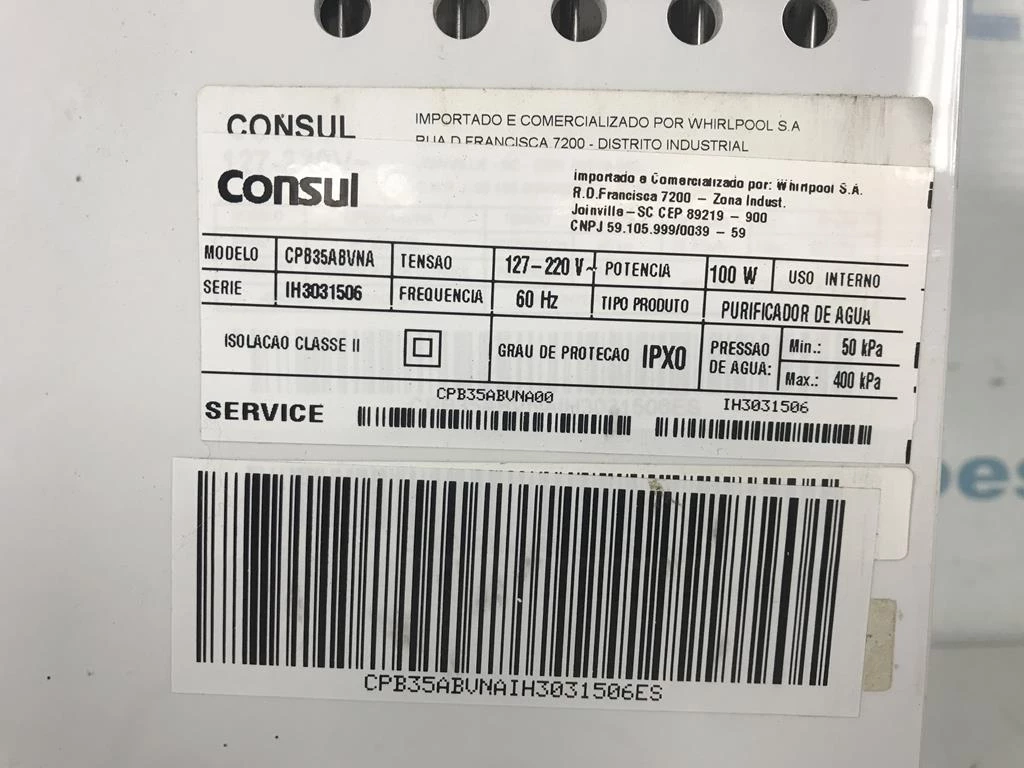 CONSUL
IMPORTADO E COMERCIALIZADO POR WHIRLPOOL S.A
RUA D FRANCISCA 7200 - DISTRITO INDUSTRIAL
Consul
Importado e Comercializado por: Whirlpool S.A.
R.D.Francisca 7200 – Zona Indust.
Joinville–SC CEP 89219 – 900
CNPJ 59.105.999/0039 – 59
MODELO CPB35ABVNA TENSAO 127–220 V~ POTENCIA 100 W USO INTERNO
SERIE IH3031506 FREQUENCIA 60 Hz TIPO PRODUTO PURIFICADOR DE AGUA
ISOLACAO CLASSE II GRAU DE PROTECAO IPX0 PRESSAO DE AGUA: Min.: 50 kPa
Max.: 400 kPa
CPB35ABVNA00 IH3031506
SERVICE
CPB35ABVNAIH3031506ES
es